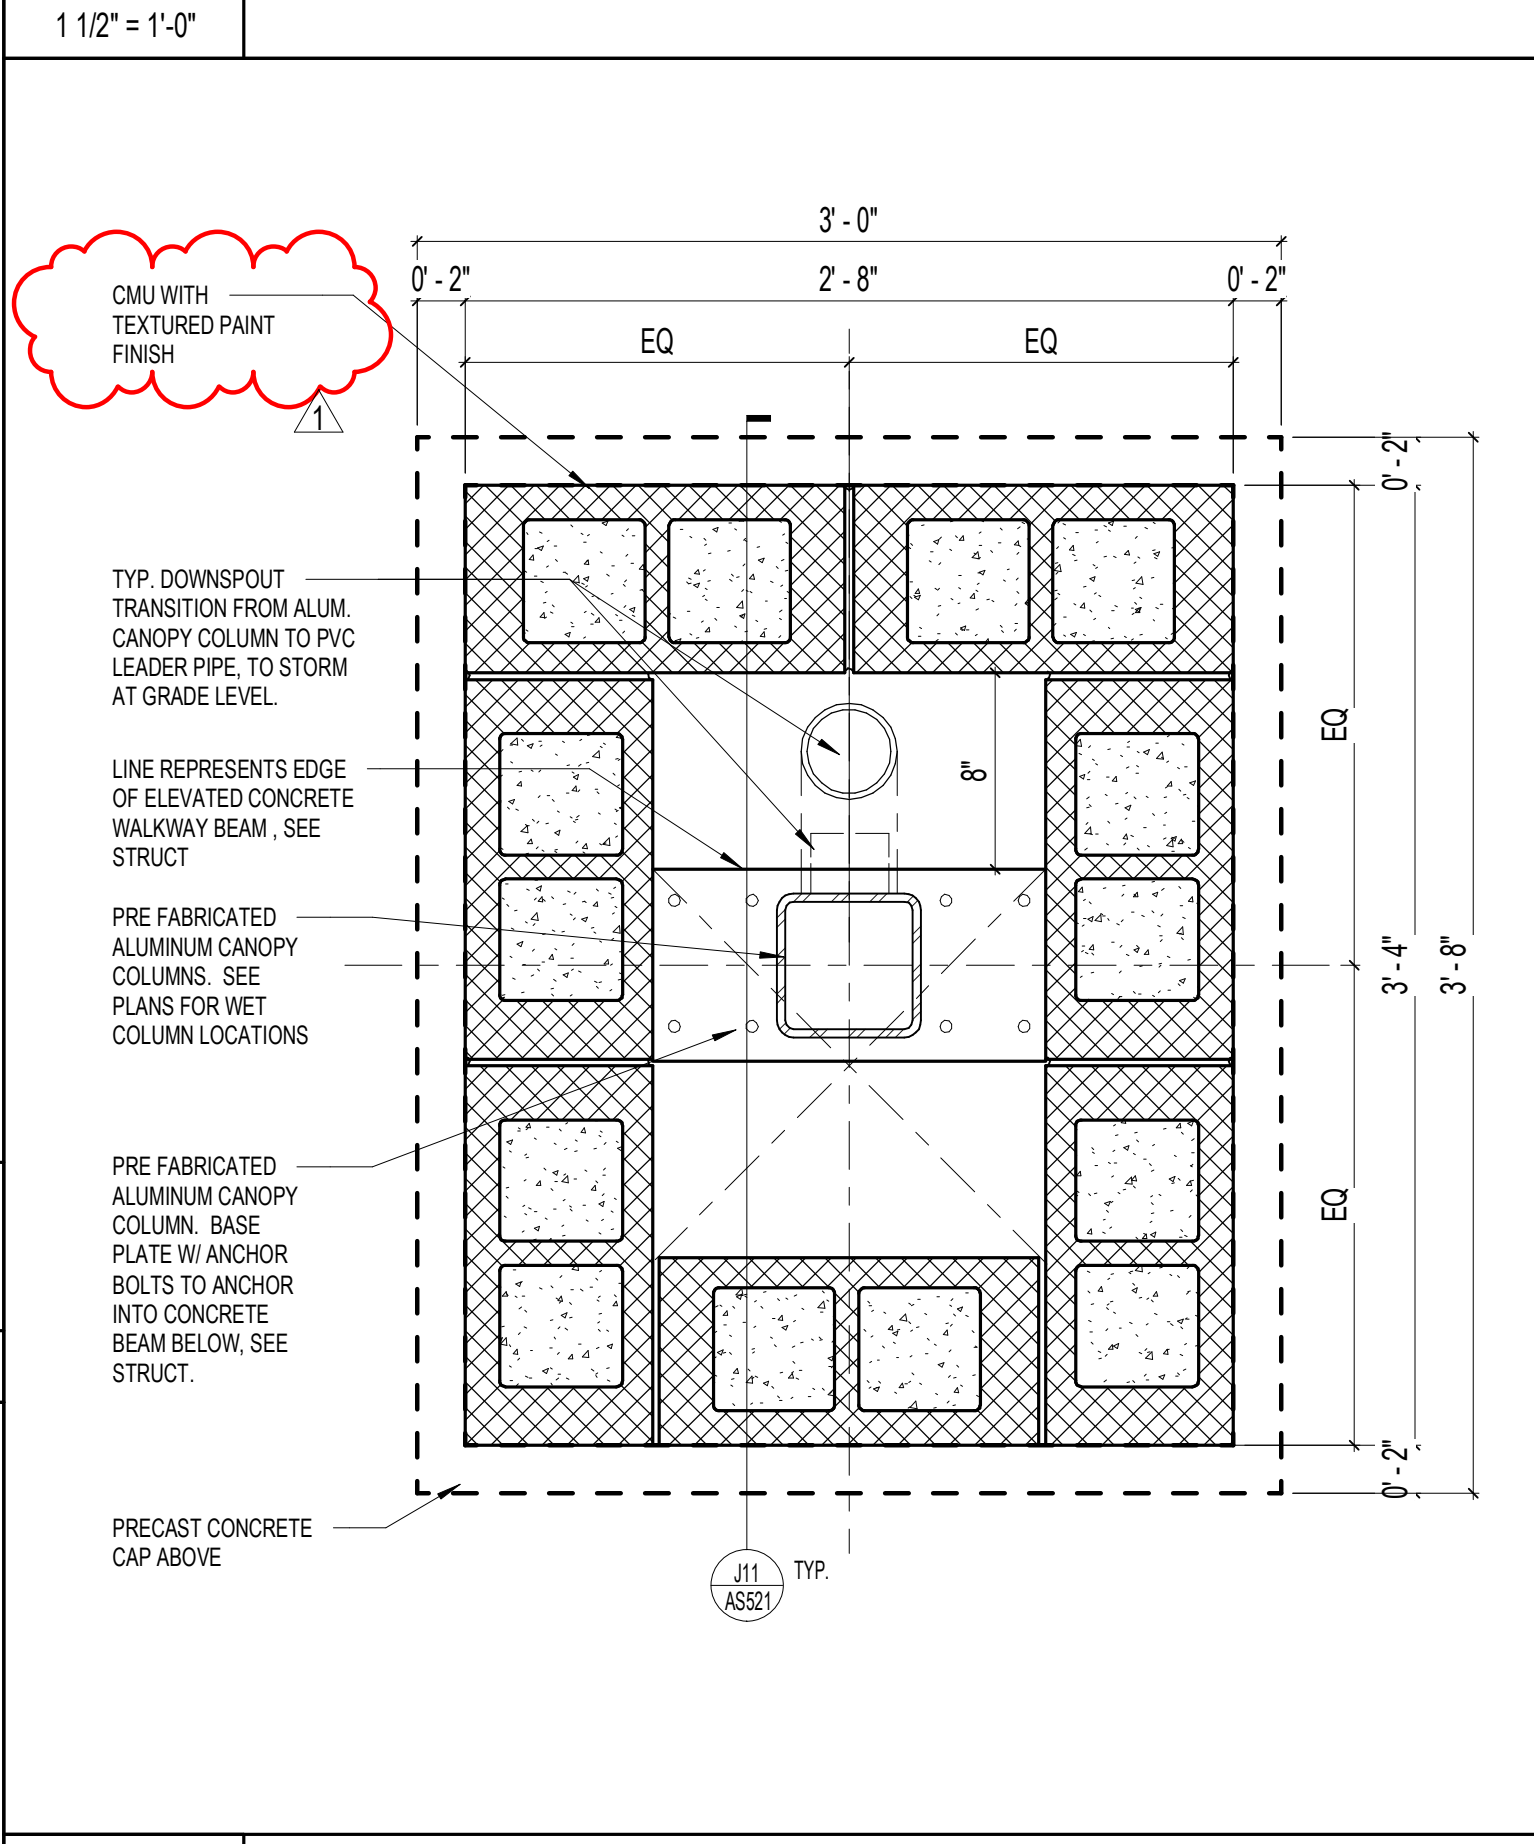 1 1/2" = 1'-0"
3' - 0"
0' - 2"
2' - 8"
0' - 2"
EQ
EQ
CMU WITH
TEXTURED PAINT
FINISH
1
0' - 2"
TYP. DOWNSPOUT
TRANSITION FROM ALUM.
CANOPY COLUMN TO PVC
LEADER PIPE, TO STORM
AT GRADE LEVEL.
EQ
8"
LINE REPRESENTS EDGE
OF ELEVATED CONCRETE
WALKWAY BEAM , SEE
STRUCT
PRE FABRICATED
ALUMINUM CANOPY
COLUMNS. SEE
PLANS FOR WET
COLUMN LOCATIONS
3' - 4"
3' - 8"
PRE FABRICATED
ALUMINUM CANOPY
COLUMN. BASE
PLATE W/ ANCHOR
BOLTS TO ANCHOR
INTO CONCRETE
BEAM BELOW, SEE
STRUCT.
EQ
0' - 2"
PRECAST CONCRETE
CAP ABOVE
J11
AS521
TYP.